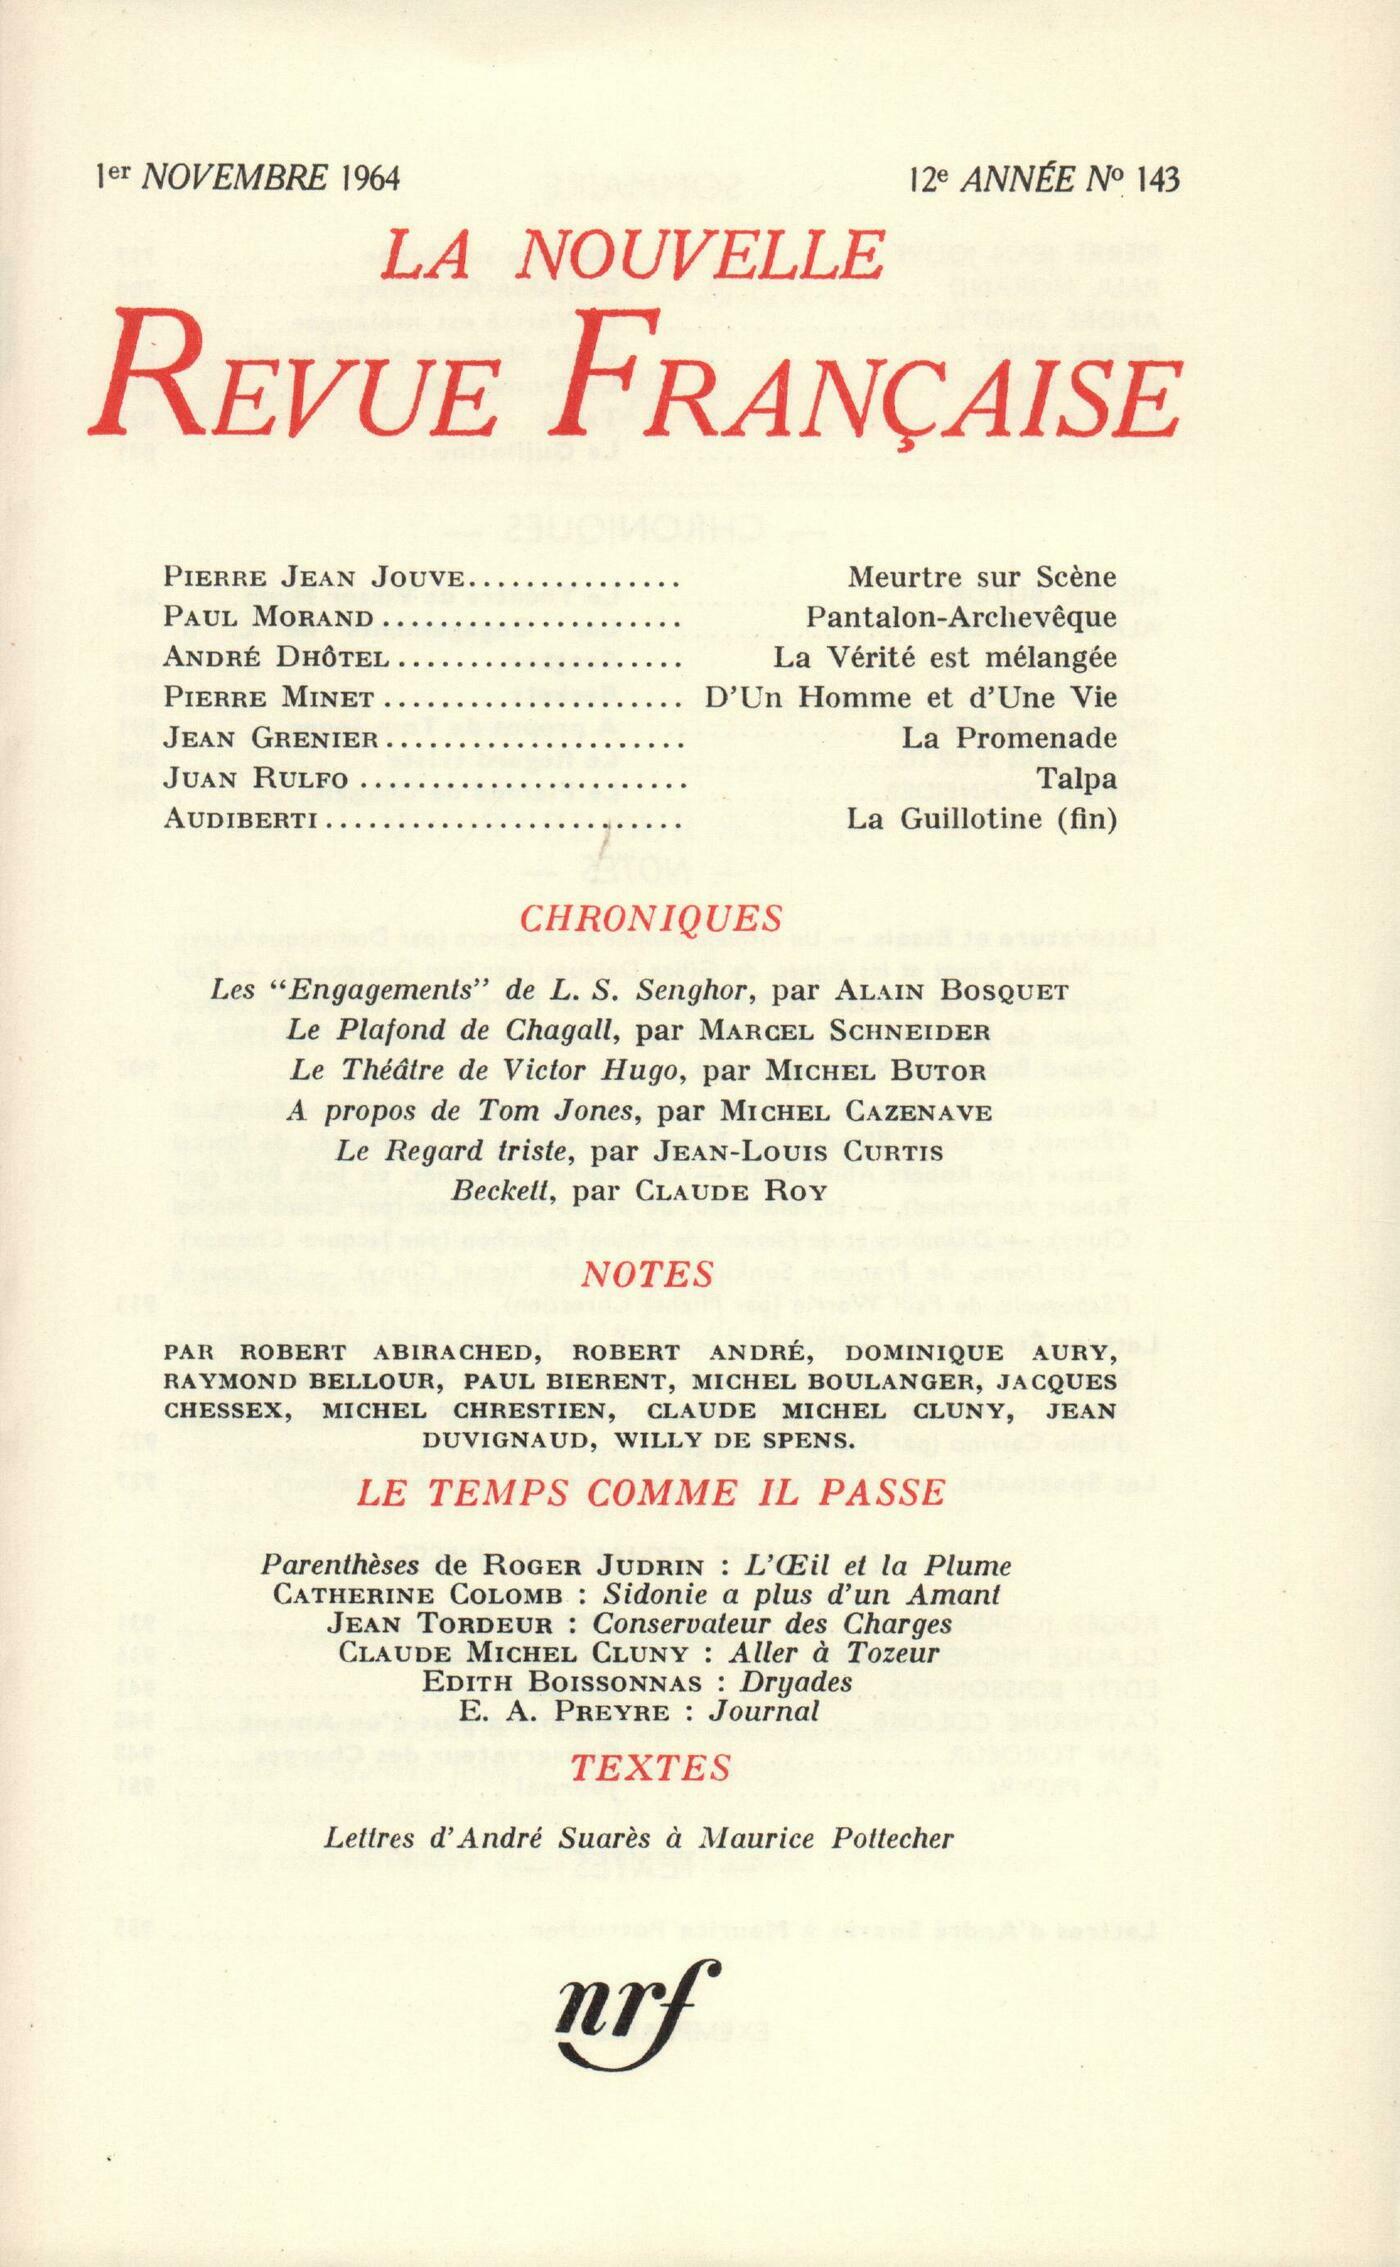 1er NOVEMBRE 1964 12e ANNÉE No 143
LA NOUVELLE
REVUE FRANÇAISE
PIERRE JEAN JOUVE............... Meurtre sur Scène
PAUL MORAND..................... Pantalon-Archevêque
ANDRÉ DHÔTEL.................... La Vérité est mélangée
PIERRE MINET..................... D'Un Homme et d'Une Vie
JEAN GRENIER..................... La Promenade
JUAN RULFO ....................... Talpa
AUDIBERTI......................... La Guillotine (fin)
CHRONIQUES
Les "Engagements" de L. S. Senghor, par ALAIN BOSQUET
Le Plafond de Chagall, par MARCEL SCHNEIDER
Le Théâtre de Victor Hugo, par MICHEL BUTOR
A propos de Tom Jones, par MICHEL CAZENAVE
Le Regard triste, par JEAN-LOUIS CURTIS
Beckett, par CLAUDE ROY
NOTES
PAR ROBERT ABIRACHED, ROBERT ANDRÉ, DOMINIQUE AURY,
RAYMOND BELLOUR, PAUL BIERENT, MICHEL BOULANGER, JACQUES
CHESSEX, MICHEL CHRESTIEN, CLAUDE MICHEL CLUNY, JEAN
DUVIGNAUD, WILLY DE SPENS.
LE TEMPS COMME IL PASSE
Parenthèses de ROGER JUDRIN : L'Œil et la Plume
CATHERINE COLOMB : Sidonie a plus d'un Amant
JEAN TORDEUR : Conservateur des Charges
CLAUDE MICHEL CLUNY : Aller à Tozeur
EDITH BOISSONNAS : Dryades
E. A. PREYRE : Journal
TEXTES
Lettres d'André Suarès à Maurice Pottecher
nrf